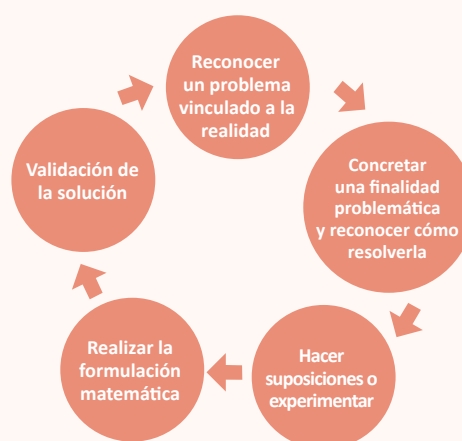 Reconocer
un problema
vinculado a la
realidad
Concretar
una finalidad
problemática
y reconocer cómo
resolverla
Hacer
suposiciones o
experimentar
Realizar la
formulación
matemática
Validación de
la solución